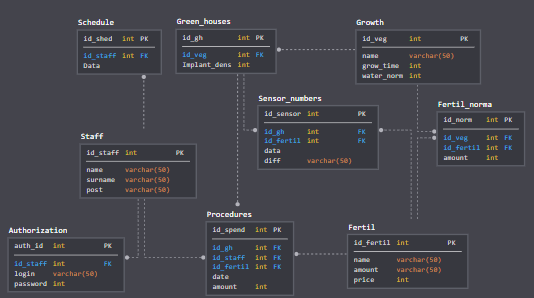 Schedule
id_shed int PK
id_staff int FK
Data
Green_houses
id_gh int PK
id_veg int FK
Implant_dens int
Growth
id_veg int PK
name varchar(50)
grow_time int
water_norm int
Sensor_numbers
id_sensor int PK
id_gh int FK
id_fertil int FK
data
diff varchar(50)
Fertil_norma
id_norm int PK
id_veg int FK
id_fertil int FK
amount int
Staff
id_staff int PK
name varchar(50)
surname varchar(50)
post varchar(50)
Authorization
auth_id int PK
id_staff int FK
login varchar(50)
password int
Procedures
id_spend int PK
id_gh int FK
id_staff int FK
id_fertil int FK
date
amount int
Fertil
id_fertil int PK
name varchar(50)
amount varchar(50)
price int